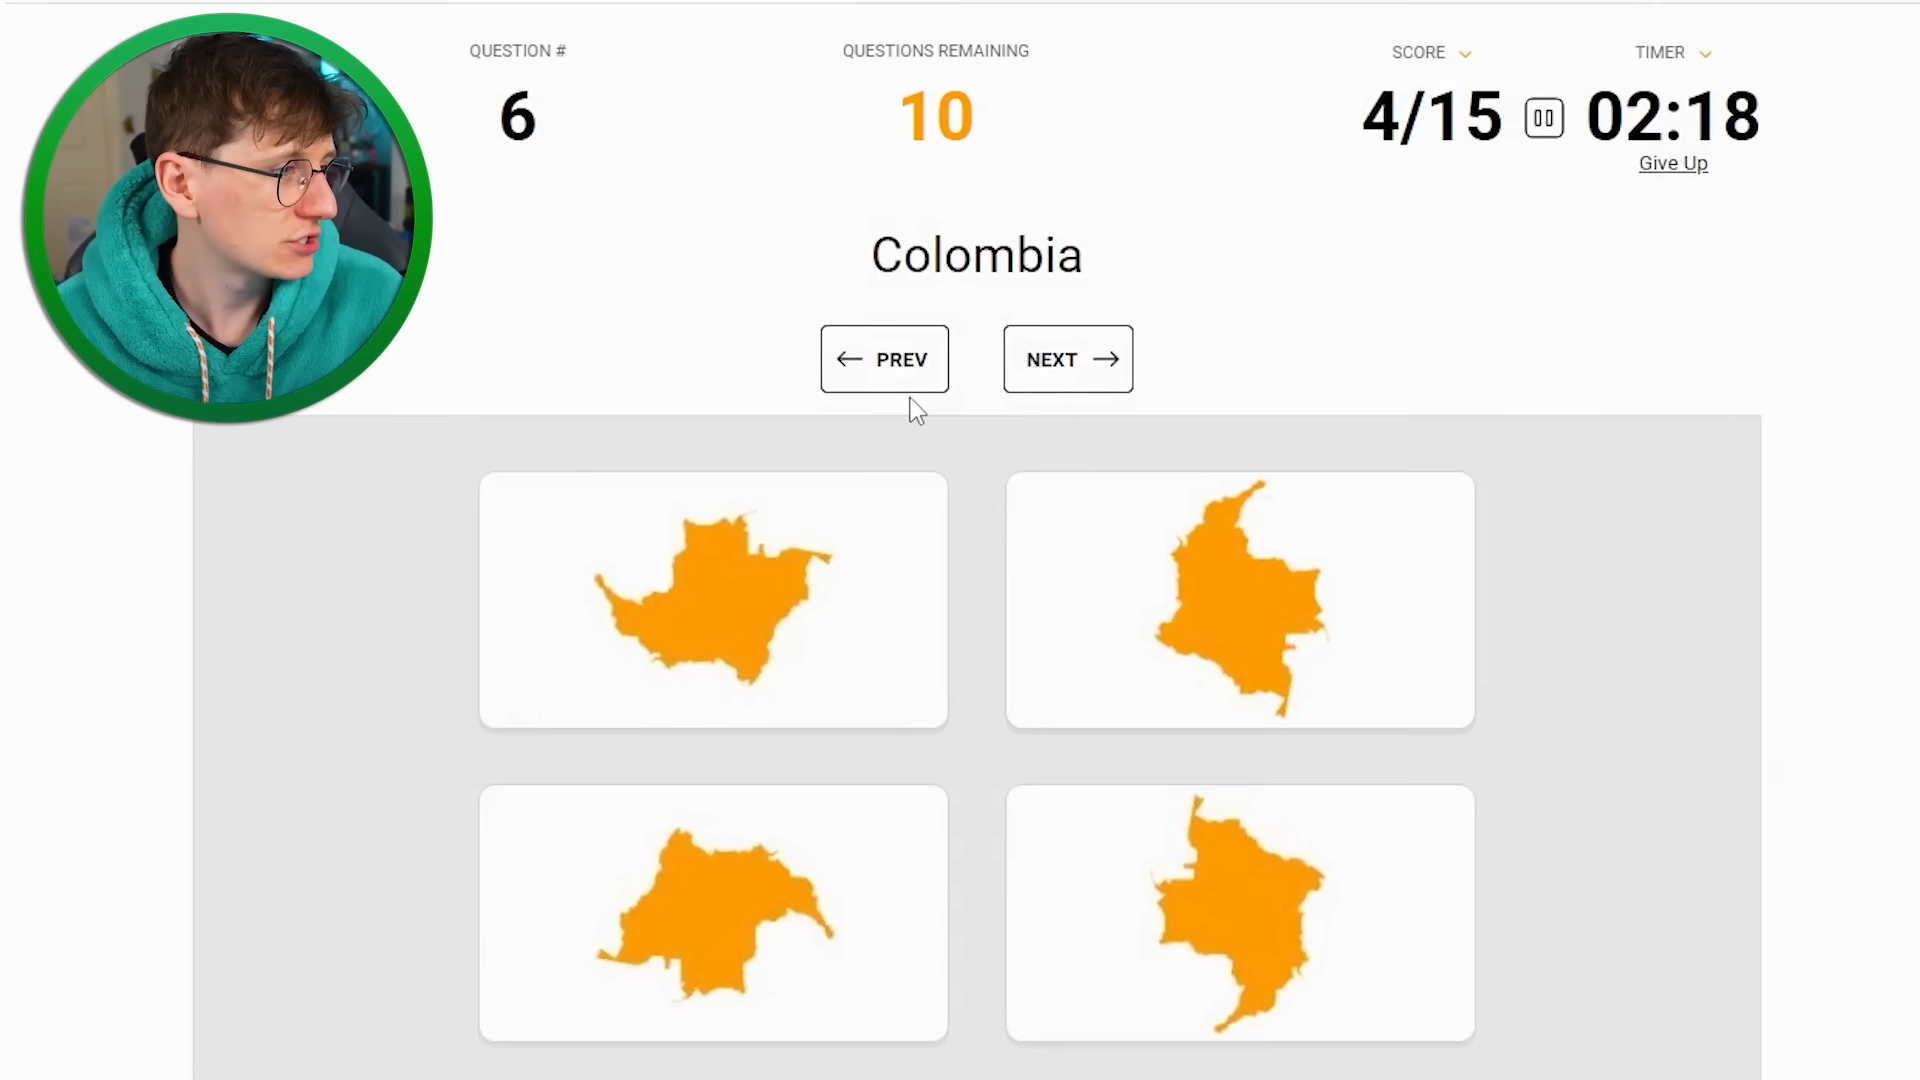 QUESTION #
6
QUESTIONS REMAINING
10
SCORE
4/15
TIMER
02:18
Give Up
Colombia
PREV
NEXT